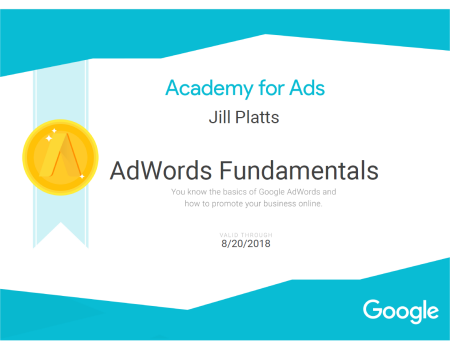 Academy for Ads
Jill Platts
AdWords Fundamentals
You know the basics of Google AdWords and
how to promote your business online.
VALID THROUGH
8/20/2018
Google